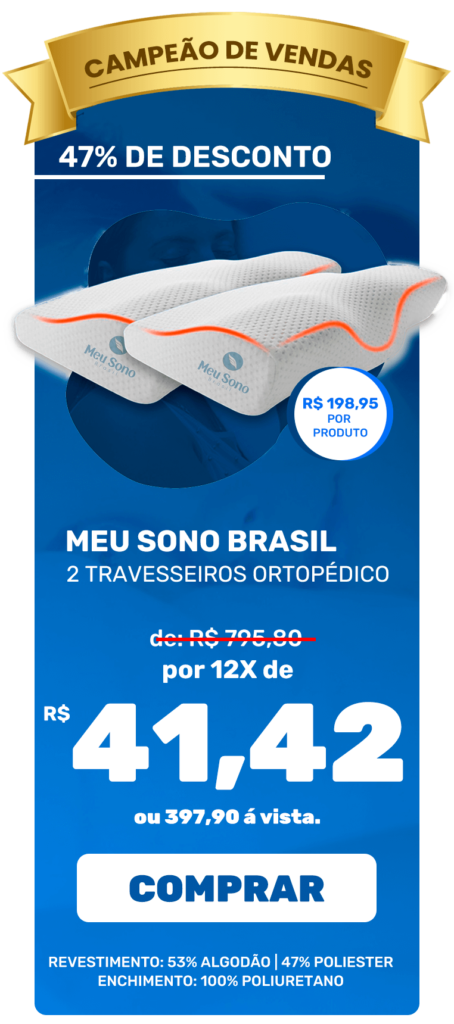 CAMPEÃO DE VENDAS
47% DE DESCONTO
Meu Sono
Meu Sono
R$ 198,95
POR
PRODUTO
MEU SONO BRASIL
2 TRAVESSEIROS ORTOPÉDICO
de: R$ 795,80
por 12X de
R$ 41,42
ou 397,90 á vista.
COMPRAR
REVESTIMENTO: 53% ALGODÃO | 47% POLIESTER
ENCHIMENTO: 100% POLIURETANO